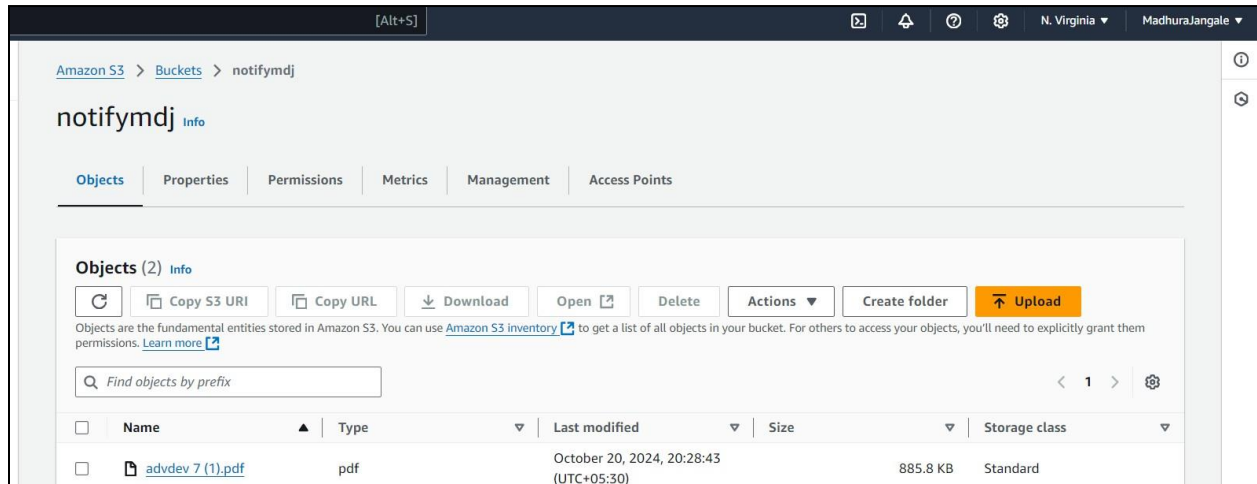 [Alt+S]
N. Virginia ▼
MadhuraJangale ▼
Amazon S3 > Buckets > notifymdj
notifymdj Info
Objects
Properties
Permissions
Metrics
Management
Access Points
Objects (2) Info
Copy S3 URI
Copy URL
Download
Open
Delete
Actions ▼
Create folder
Upload
Objects are the fundamental entities stored in Amazon S3. You can use Amazon S3 inventory to get a list of all objects in your bucket. For others to access your objects, you'll need to explicitly grant them
permissions. Learn more
Find objects by prefix
< 1 >
Name ▲ Type Last modified Size Storage class
advdev 7 (1).pdf pdf October 20, 2024, 20:28:43 885.8 KB Standard
(UTC+05:30)